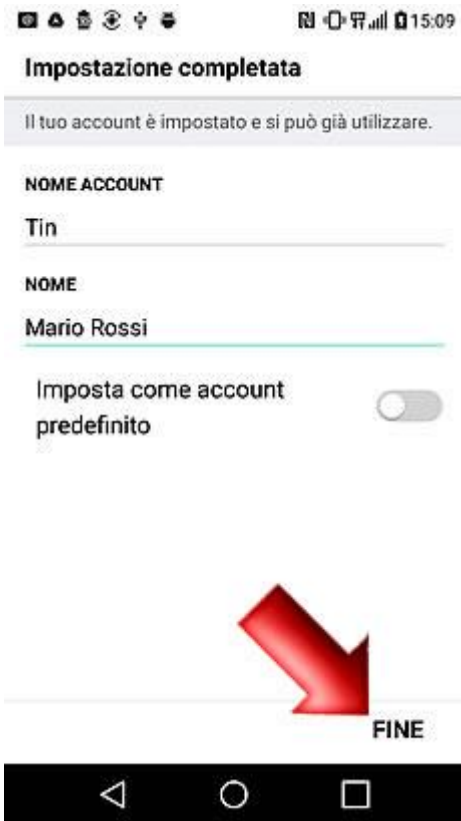 15:09
Impostazione completata
Il tuo account è impostato e si può già utilizzare.
NOME ACCOUNT
Tin
NOME
Mario Rossi
Imposta come account
predefinito
FINE